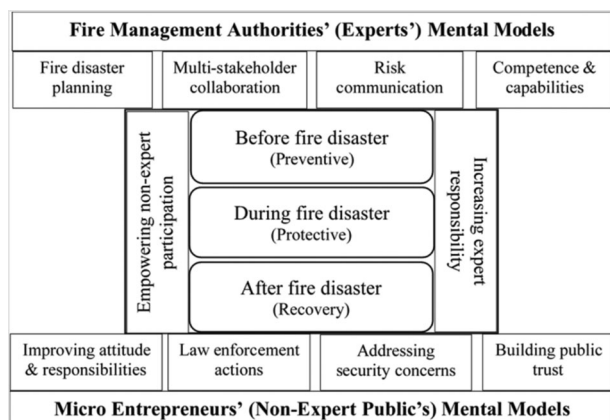 Fire Management Authorities' (Experts') Mental Models
Fire disaster
planning
Multi-stakeholder
collaboration
Risk
communication
Competence &
capabilities
Empowering non-expert
participation
Before fire disaster
(Preventive)
During fire disaster
(Protective)
After fire disaster
(Recovery)
Increasing expert
responsibility
Improving attitude
& responsibilities
Law enforcement
actions
Addressing
security concerns
Building public
trust
Micro Entrepreneurs' (Non-Expert Public's) Mental Models